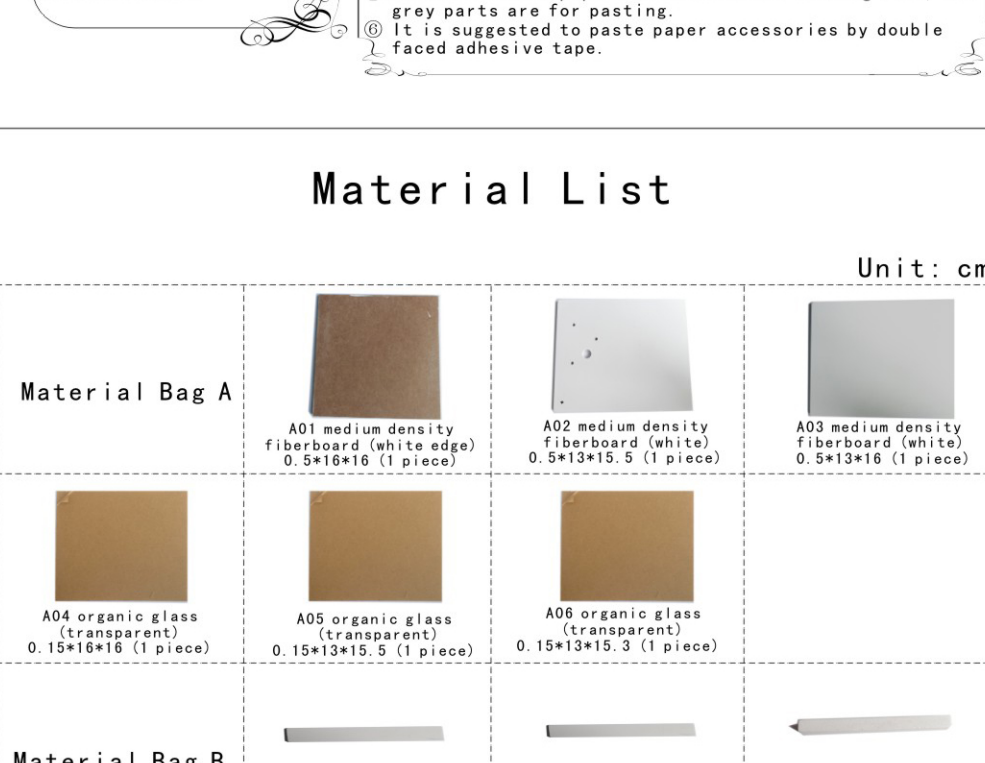 grey parts are for pasting.
⑥ It is suggested to paste paper accessories by double
faced adhesive tape.
Material List
Unit: cm
Material Bag A
A01 medium density
fiberboard (white edge)
0.5*16*16 (1 piece)
A02 medium density
fiberboard (white)
0.5*13*15.5 (1 piece)
A03 medium density
fiberboard (white)
0.5*13*16 (1 piece)
A04 organic glass
(transparent)
0.15*16*16 (1 piece)
A05 organic glass
(transparent)
0.15*13*15.5 (1 piece)
A06 organic glass
(transparent)
0.15*13*15.3 (1 piece)
Material Bag B